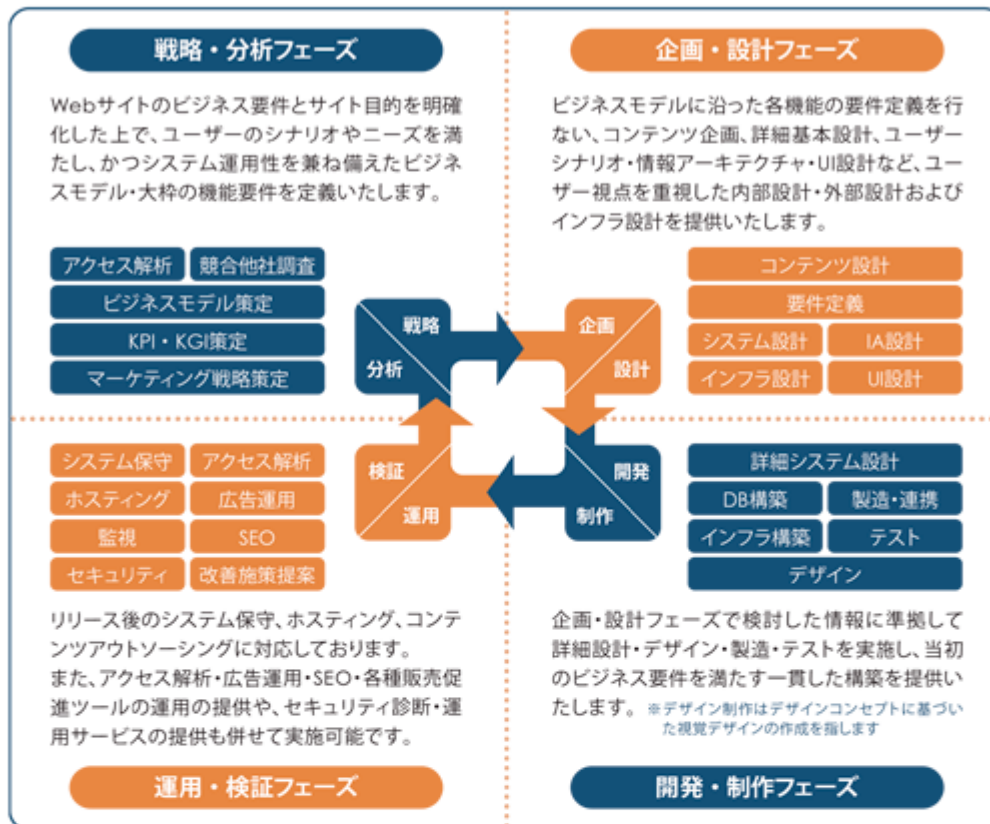 戦略・分析フェーズ
Webサイトのビジネス要件とサイト目的を明確
化した上で、ユーザーのシナリオやニーズを満
たし、かつシステム運用性を兼ね備えたビジネ
スモデル・大枠の機能要件を定義いたします。
アクセス解析
競合他社調査
ビジネスモデル策定
KPI・KGI策定
マーケティング戦略策定
戦略
分析
企画・設計フェーズ
ビジネスモデルに沿った各機能の要件定義を行
ない、コンテンツ企画、詳細基本設計、ユーザー
シナリオ・情報アーキテクチャ・UI設計など、ユー
ザー視点を重視した内部設計・外部設計および
インフラ設計を提供いたします。
企画
設計
コンテンツ設計
要件定義
システム設計
IA設計
インフラ設計
UI設計
システム保守
アクセス解析
ホスティング
広告運用
監視
SEO
セキュリティ
改善施策提案
検証
運用
リリース後のシステム保守、ホスティング、コンテ
ンツアウトソーシングに対応しております。
また、アクセス解析・広告運用・SEO・各種販売促
進ツールの運用の提供や、セキュリティ診断・運
用サービスの提供も併せて実施可能です。
運用・検証フェーズ
開発
制作
詳細システム設計
DB構築
製造・連携
インフラ構築
テスト
デザイン
企画・設計フェーズで検討した情報に準拠して
詳細設計・デザイン・製造・テストを実施し、当初
のビジネス要件を満たす一貫した構築を提供い
たします。 ※デザイン制作はデザインコンセプトに基づい
た視覚デザインの作成を指します
開発・制作フェーズ